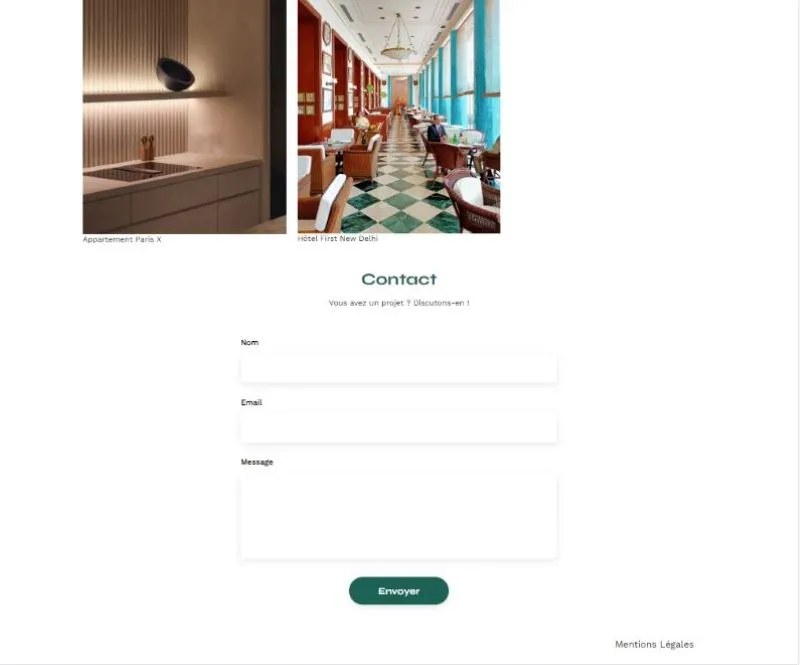 Appartement Paris X
Hôtel First New Delhi
Contact
Vous avez un projet ? Discutons-en !
Nom
Email
Message
Envoyer
Mentions Légales